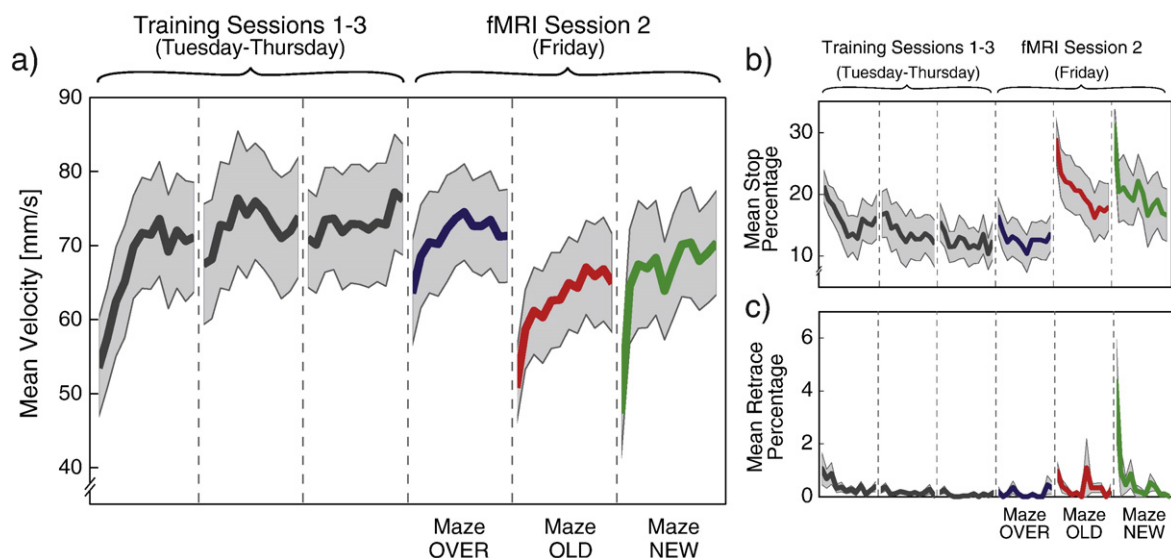 Training Sessions 1-3
(Tuesday-Thursday)
fMRI Session 2
(Friday)
a)
Mean Velocity [mm/s]
90
80
70
60
50
40
Maze
OVER
Maze
OLD
Maze
NEW
b)
Training Sessions 1-3
(Tuesday-Thursday)
fMRI Session 2
(Friday)
Mean Stop
Percentage
30
20
10
c)
Mean Retrace
Percentage
6
4
2
0
Maze
OVER
Maze
OLD
Maze
NEW